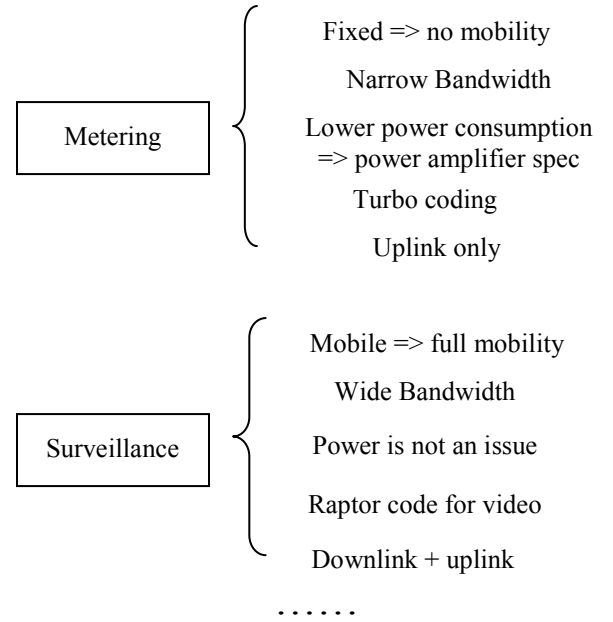 Fixed => no mobility
Narrow Bandwidth
Metering
Lower power consumption
=> power amplifier spec
Turbo coding
Uplink only
Mobile => full mobility
Wide Bandwidth
Surveillance
Power is not an issue
Raptor code for video
Downlink + uplink
......